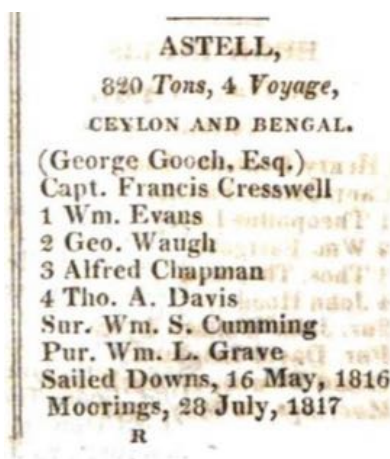 ASTELL,
820 Tons, 4 Voyage,
CEYLON AND BENGAL.
(George Gooch, Esq.)
Capt. Francis Cresswell
1 Wm. Evans
2 Geo. Waugh
3 Alfred Chapman
4 Tho. A. Davis
Sur. Wm. S. Cumming
Pur. Wm. L. Grave
Sailed Downs, 16 May, 1816
Moorings, 28 July, 1817
R